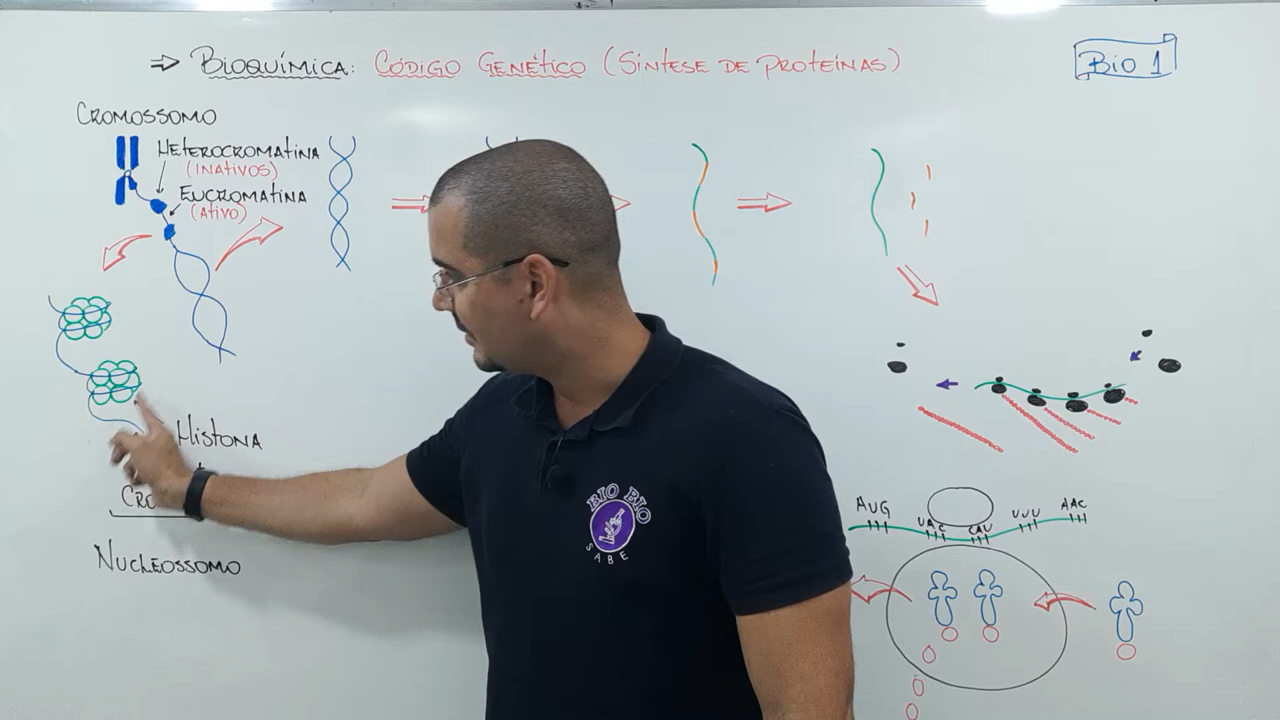 ⇒ Bioquímica: Código Genético (Síntese de Proteínas)
Bio 1
Cromossomo
Heterocromatina
(Inativos)
Eucromatina
(Ativo)
Histona
Nucleossomo
AUG
UAC
CAU
UUU
AAC
BIO BIO
SABE